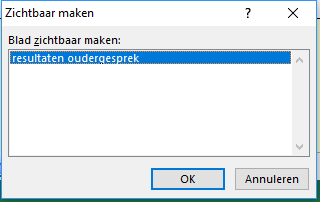 Zichtbaar maken
Blad zichtbaar maken:
resultaten oudergesprek
OK
Annuleren